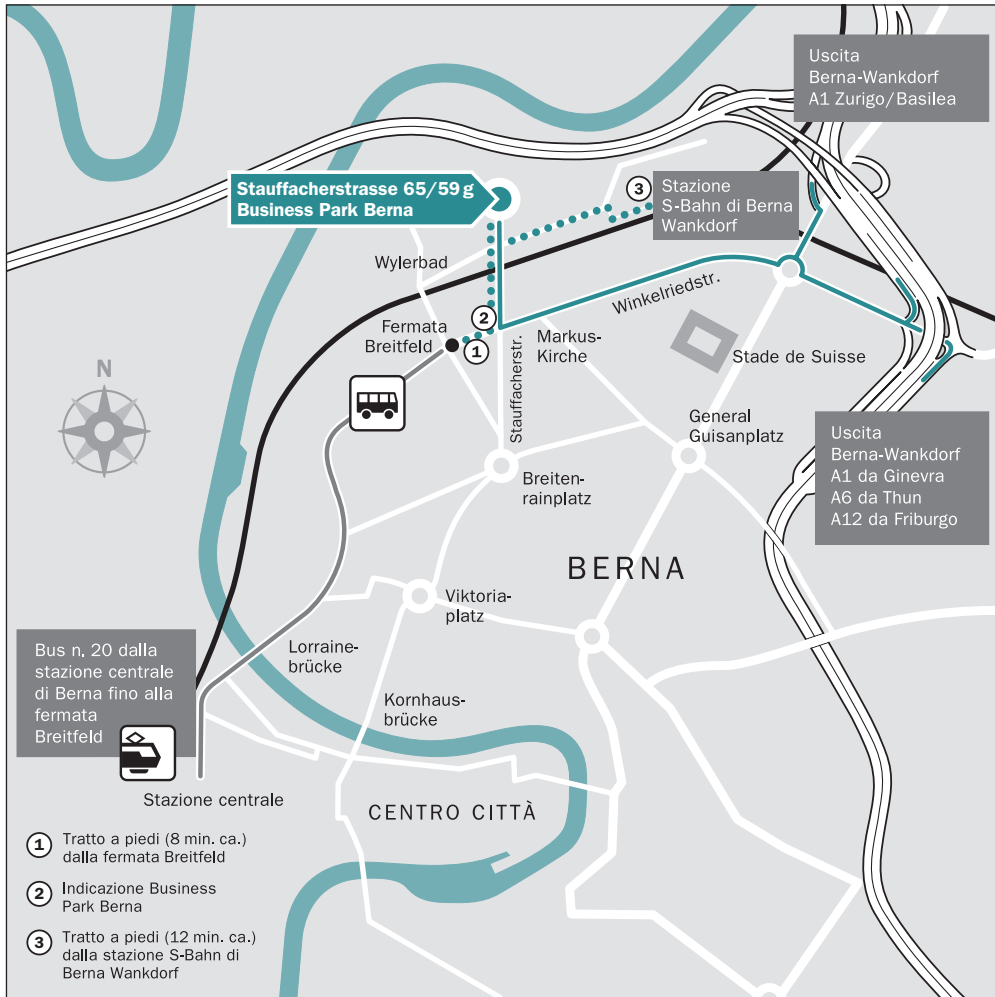 Uscita
Berna-Wankdorf
A1 Zurigo/Basilea
Stauffacherstrasse 65/59 g
Business Park Berna
3
Stazione
S-Bahn di Berna
Wankdorf
Wylerbad
Winkelriedstr.
2
Fermata
Breitfeld
1
Markus-
Kirche
Stade de Suisse
N
Stauffacherstr.
General
Guisanplatz
Uscita
Berna-Wankdorf
A1 da Ginevra
A6 da Thun
A12 da Friburgo
Breiten-
rainplatz
BERNA
Viktoria-
platz
Bus n. 20 dalla
stazione centrale
di Berna fino alla
fermata
Breitfeld
Lorraine-
brücke
Kornhaus-
brücke
Stazione centrale
CENTRO CITTÀ
1 Tratto a piedi (8 min. ca.)
dalla fermata Breitfeld
2 Indicazione Business
Park Berna
3 Tratto a piedi (12 min. ca.)
dalla stazione S-Bahn di
Berna Wankdorf